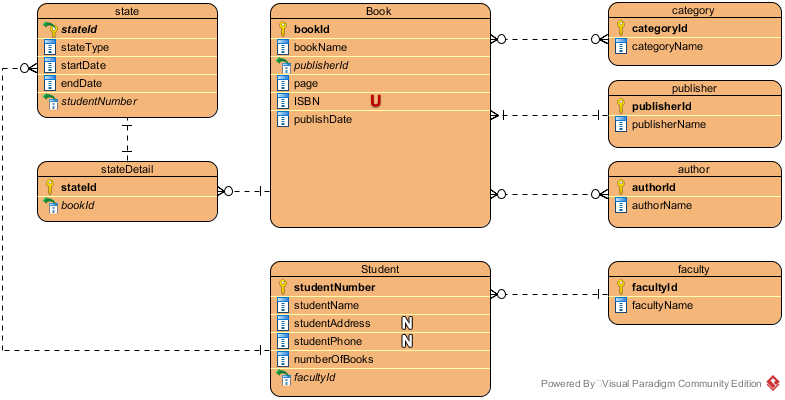 state
stateId
stateType
startDate
endDate
studentNumber
stateDetail
stateId
bookId
Book
bookId
bookName
publisherId
page
ISBN U
publishDate
category
categoryId
categoryName
publisher
publisherId
publisherName
author
authorId
authorName
Student
studentNumber
studentName
studentAddress N
studentPhone N
numberOfBooks
facultyId
faculty
facultyId
facultyName
Powered By Visual Paradigm Community Edition